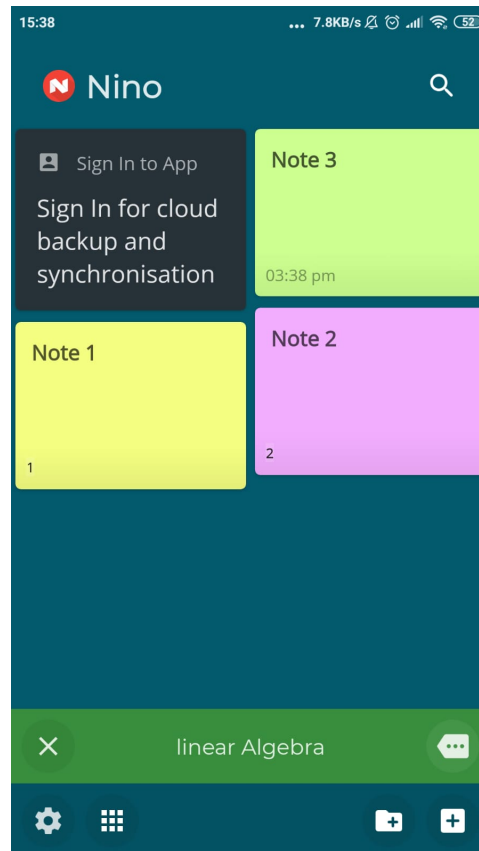 15:38
... 7.8KB/s 52
N Nino
Sign In to App
Sign In for cloud
backup and
synchronisation
Note 3
03:38 pm
Note 1
1
Note 2
2
linear Algebra